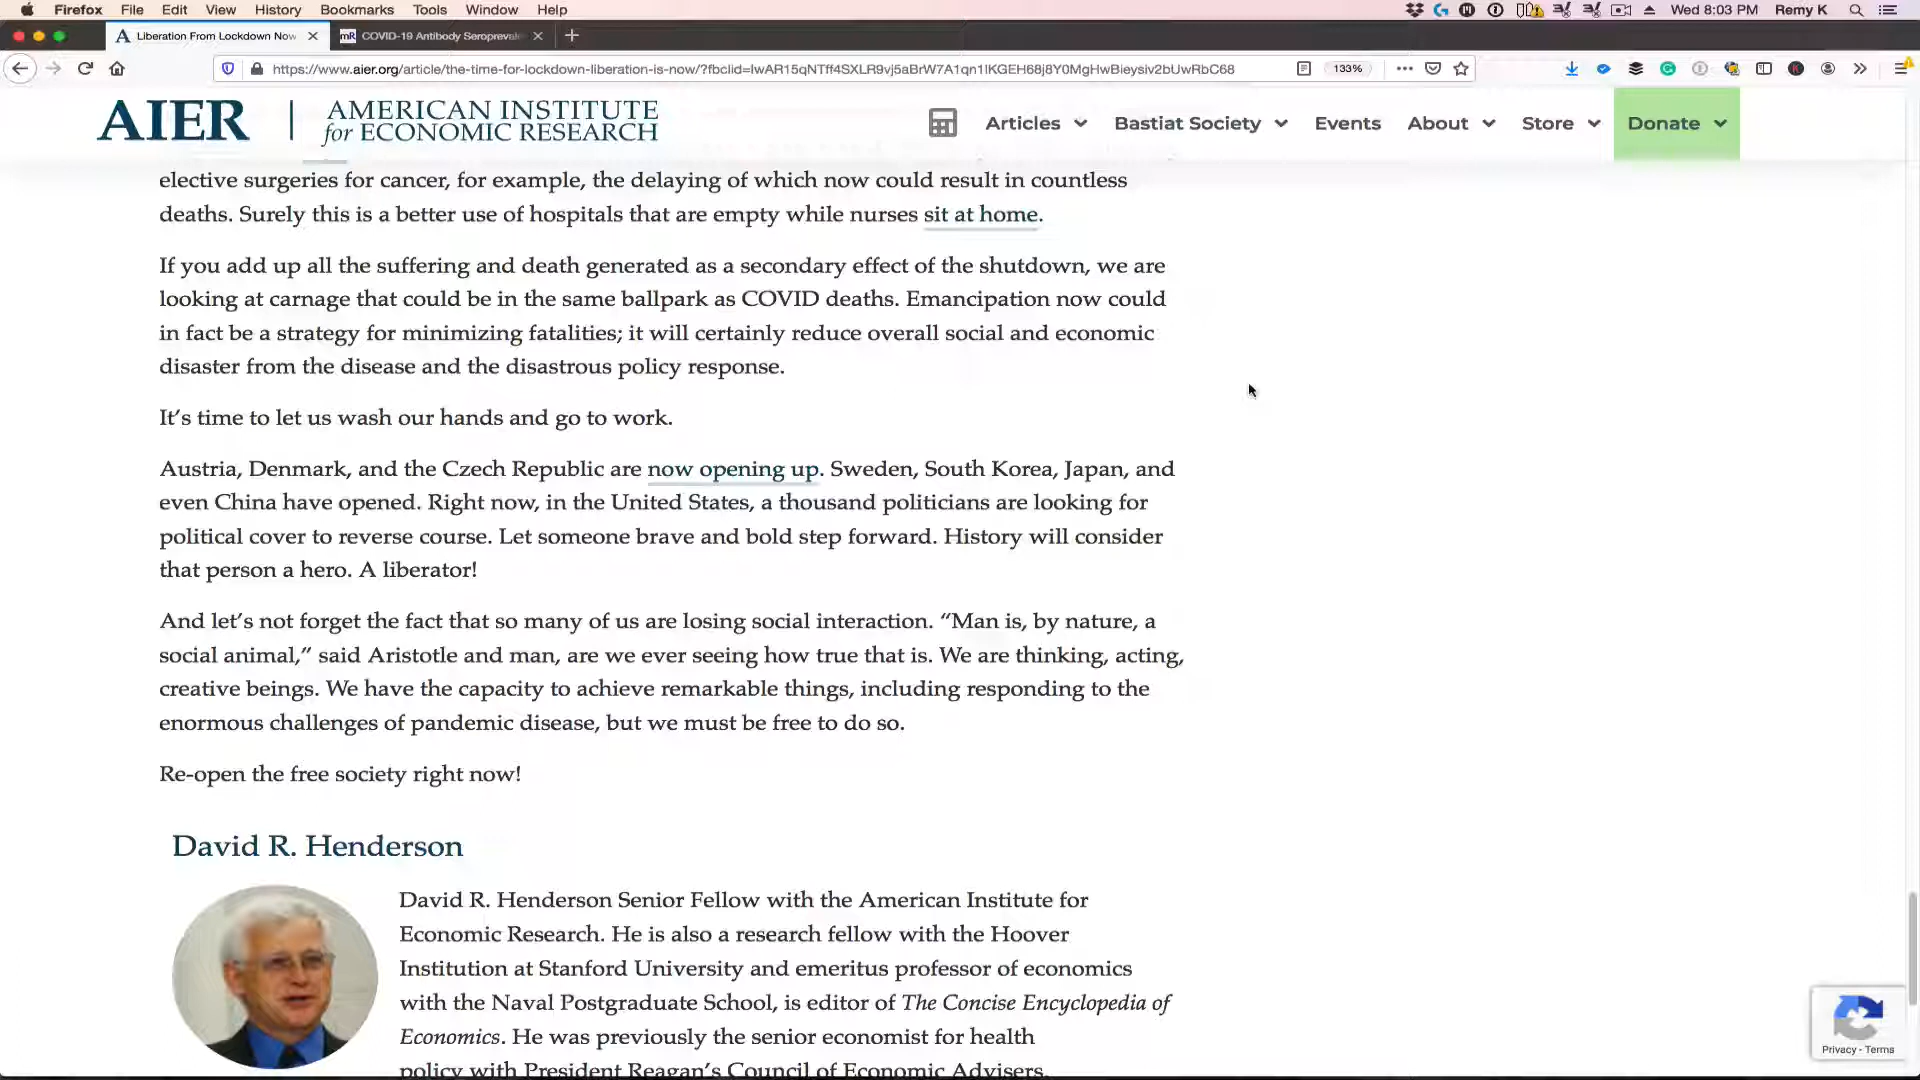 Firefox File Edit View History Bookmarks Tools Window Help Wed 8:03 PM Remy K
Liberation From Lockdown Now
mR COVID-19 Antibody Seropreval
https://www.aier.org/article/the-time-for-lockdown-liberation-is-now/?fbclid=
133%
AIER | AMERICAN INSTITUTE
for ECONOMIC RESEARCH
Articles Bastiat Society Events About Store Donate
elective surgeries for cancer, for example, the delaying of which now could result in countless
deaths. Surely this is a better use of hospitals that are empty while nurses sit at home.
If you add up all the suffering and death generated as a secondary effect of the shutdown, we are
looking at carnage that could be in the same ballpark as COVID deaths. Emancipation now could
in fact be a strategy for minimizing fatalities; it will certainly reduce overall social and economic
disaster from the disease and the disastrous policy response.
It’s time to let us wash our hands and go to work.
Austria, Denmark, and the Czech Republic are now opening up. Sweden, South Korea, Japan, and
even China have opened. Right now, in the United States, a thousand politicians are looking for
political cover to reverse course. Let someone brave and bold step forward. History will consider
that person a hero. A liberator!
And let’s not forget the fact that so many of us are losing social interaction. “Man is, by nature, a
social animal,” said Aristotle and man, are we ever seeing how true that is. We are thinking, acting,
creative beings. We have the capacity to achieve remarkable things, including responding to the
enormous challenges of pandemic disease, but we must be free to do so.
Re-open the free society right now!
David R. Henderson
David R. Henderson Senior Fellow with the American Institute for
Economic Research. He is also a research fellow with the Hoover
Institution at Stanford University and emeritus professor of economics
with the Naval Postgraduate School, is editor of The Concise Encyclopedia of
Economics. He was previously the senior economist for health
policy with President Reagan’s Council of Economic Advisers.
Privacy - Terms